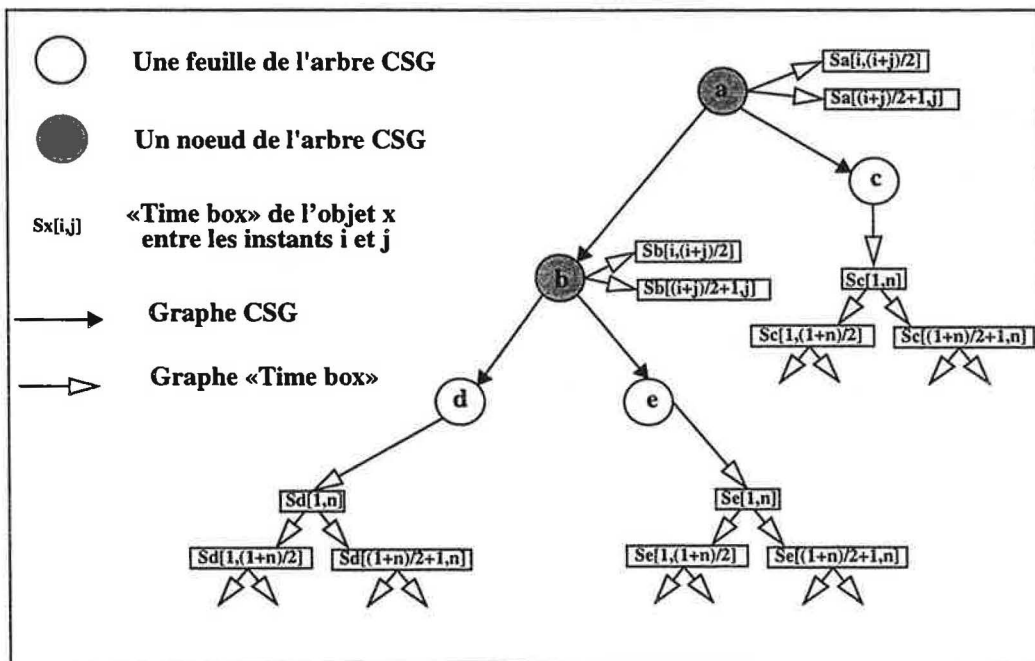 Une feuille de l'arbre CSG
Un noeud de l'arbre CSG
Sx[i,j]
«Time box» de l'objet x
entre les instants i et j
Graphe CSG
Graphe «Time box»
a
Sa[i,(i+j)/2]
Sa[(i+j)/2+1,j]
c
Sc[1,n]
Sc[1,(1+n)/2]
Sc[(1+n)/2+1,n]
b
Sb[i,(i+j)/2]
Sb[(i+j)/2+1,j]
d
Sd[1,n]
Sd[1,(1+n)/2]
Sd[(1+n)/2+1,n]
e
Se[1,n]
Se[1,(1+n)/2]
Se[(1+n)/2+1,n]